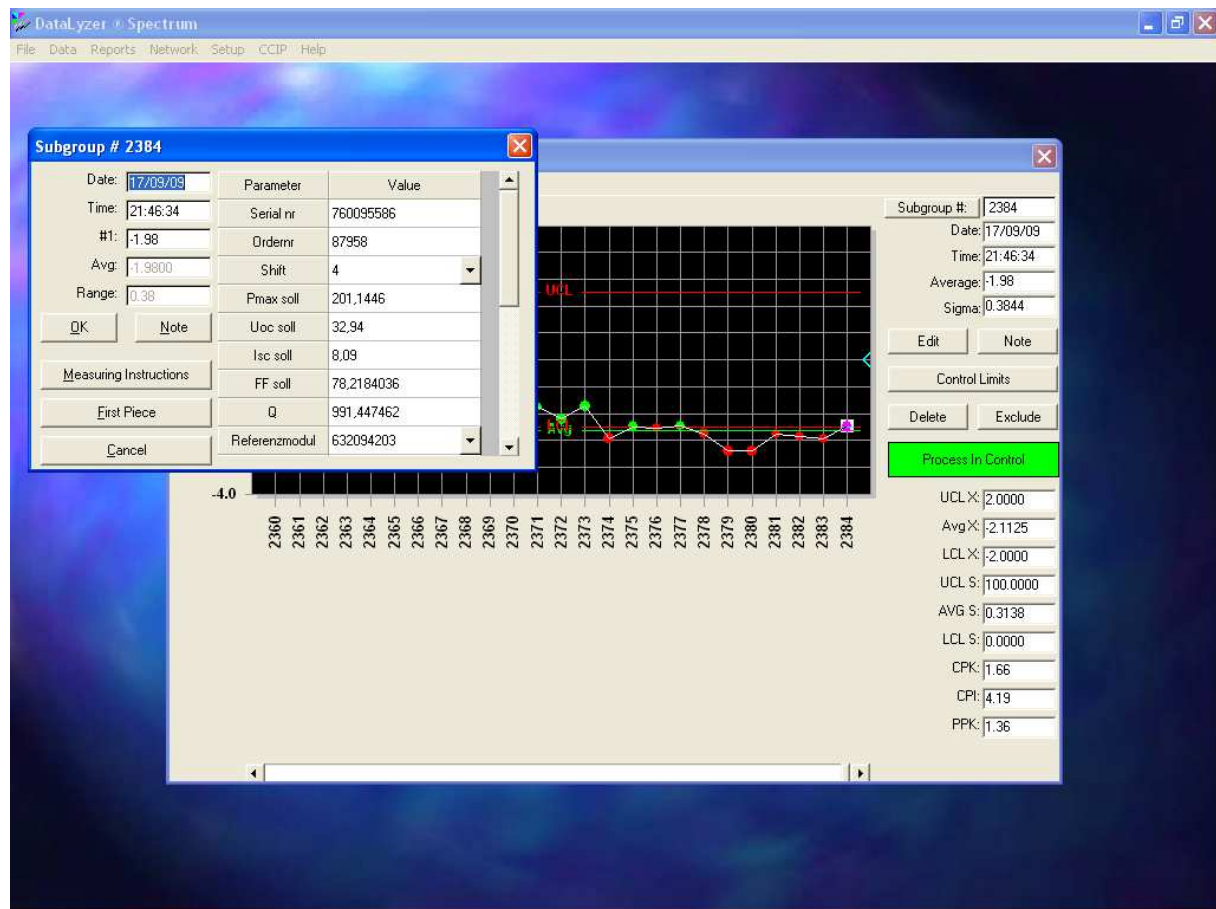 DataLyzer ® Spectrum
File Data Reports Network Setup CCIP Help
Subgroup # 2384
Date: 17/09/09
Time: 21:46:34
#1: -1.98
Avg: -1.9800
Range: 0.38
OK Note
Measuring Instructions
First Piece
Cancel
Parameter Value
Serial nr 760095586
Ordernr 87958
Shift 4
Pmax soll 201,1446
Uoc soll 32,94
Isc soll 8,09
FF soll 78,2184036
Q 991,447462
Referenzmodul 632094203
Subgroup #: 2384
Date: 17/09/09
Time: 21:46:34
Average: -1.98
Sigma: 0.3844
Edit Note
Control Limits
Delete Exclude
Process In Control
UCL X: 2.0000
Avg X: -2.1125
LCL X: -2.0000
UCL S: 100.0000
AVG S: 0.3138
LCL S: 0.0000
CPK: 1.66
CPI: 4.19
PPK: 1.36
UCL
Avg
-4.0
2360 2361 2362 2363 2364 2365 2366 2367 2368 2369 2370 2371 2372 2373 2374 2375 2376 2377 2378 2379 2380 2381 2382 2383 2384